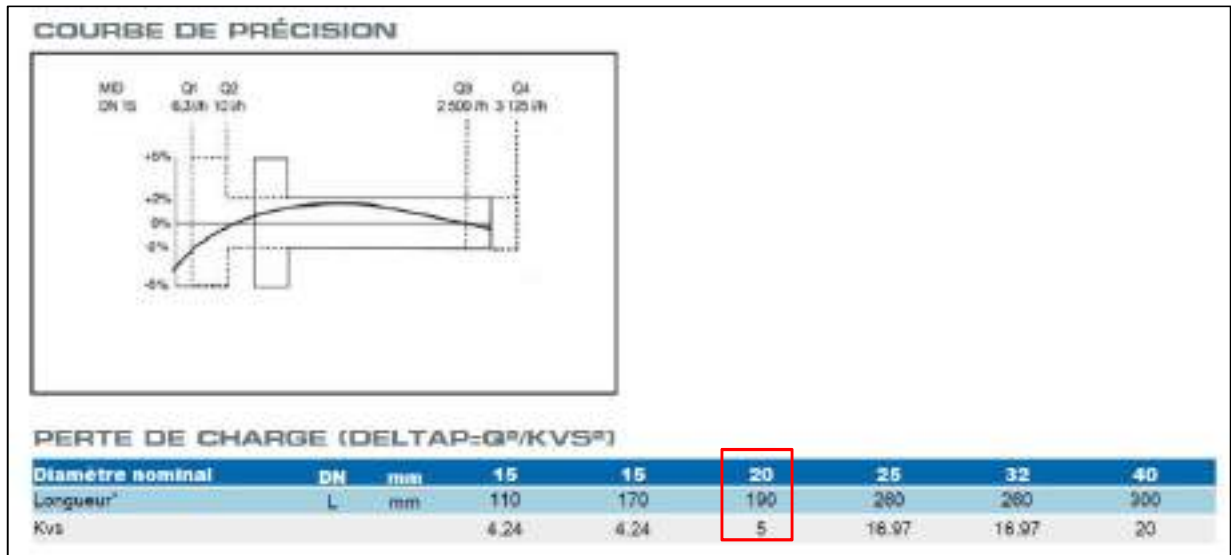 COURBE DE PRÉCISION
MID Q1 Q2 Q3 Q4
DN 15 6,3 l/h 10 l/h 2 500 l/h 3 125 l/h
+5%
+2%
0%
-2%
-5%
PERTE DE CHARGE (DELTAP=Q²/KVS²)
Diamètre nominal DN mm 15 15 20 25 32 40
Longueur* L mm 110 170 190 260 260 300
Kvs 4.24 4.24 5 16.97 16.97 20